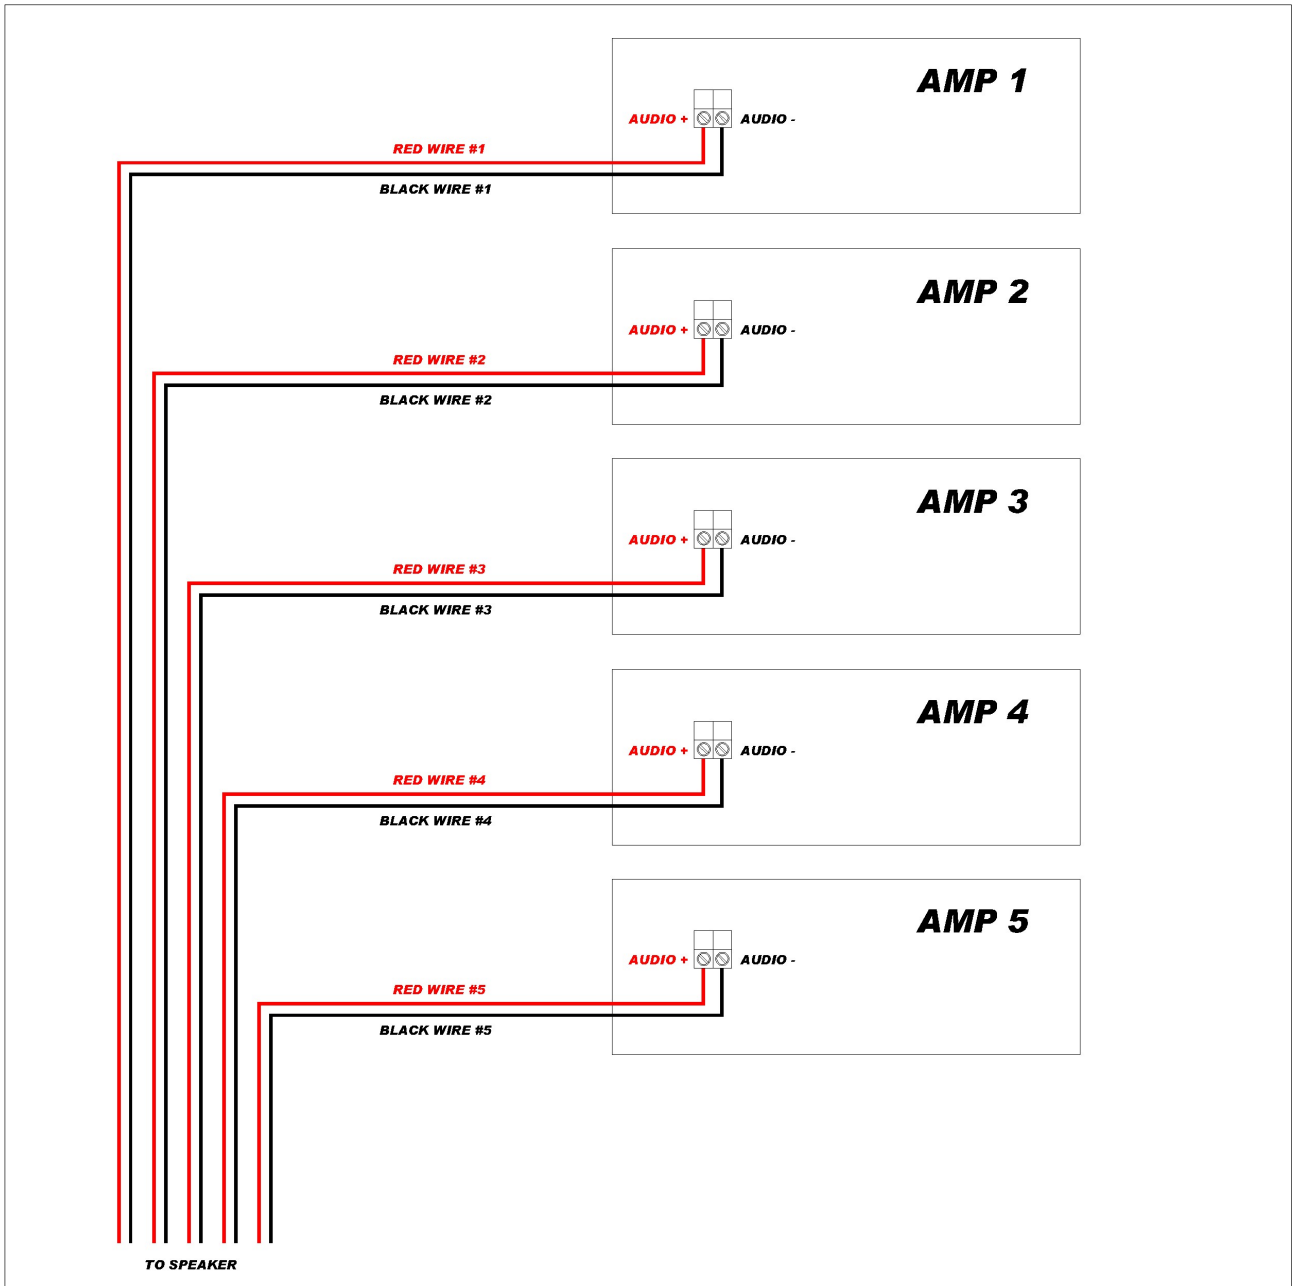 AMP 1
AUDIO +
AUDIO -
RED WIRE #1
BLACK WIRE #1
AMP 2
AUDIO +
AUDIO -
RED WIRE #2
BLACK WIRE #2
AMP 3
AUDIO +
AUDIO -
RED WIRE #3
BLACK WIRE #3
AMP 4
AUDIO +
AUDIO -
RED WIRE #4
BLACK WIRE #4
AMP 5
AUDIO +
AUDIO -
RED WIRE #5
BLACK WIRE #5
TO SPEAKER